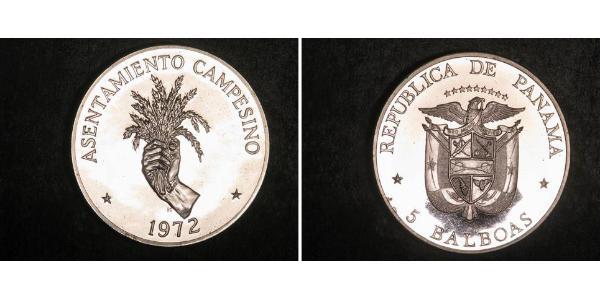 ASENTAMIENTO CAMPESINO
1972
REPUBLICA DE PANAMA
5 BALBOAS